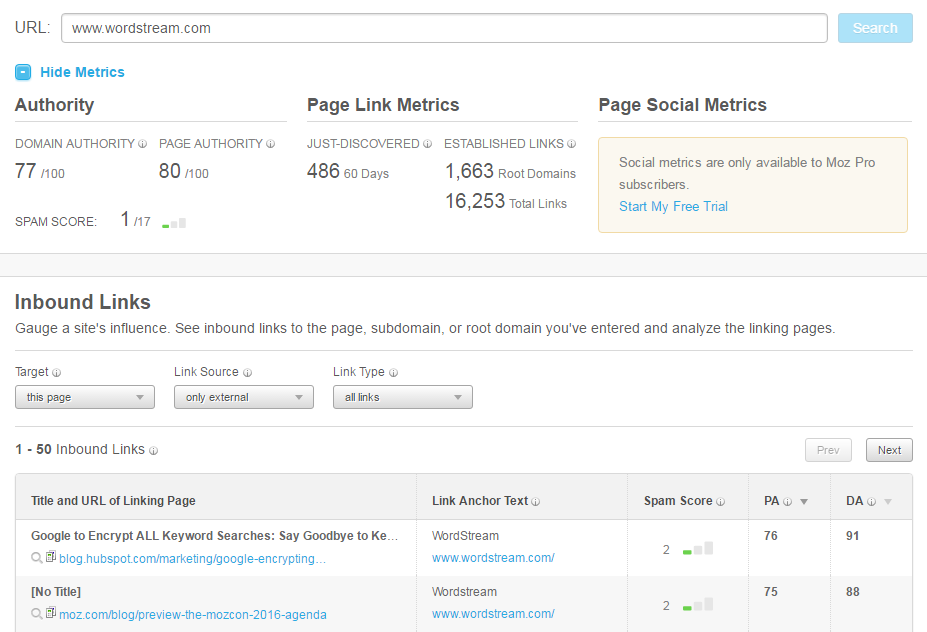 URL: www.wordstream.com Search
Hide Metrics
Authority Page Link Metrics Page Social Metrics
DOMAIN AUTHORITY PAGE AUTHORITY JUST-DISCOVERED ESTABLISHED LINKS
77 /100 80 /100 486 60 Days 1,663 Root Domains
16,253 Total Links
SPAM SCORE: 1 /17
Social metrics are only available to Moz Pro
subscribers.
Start My Free Trial
Inbound Links
Gauge a site's influence. See inbound links to the page, subdomain, or root domain you've entered and analyze the linking pages.
Target Link Source Link Type
this page only external all links
1 - 50 Inbound Links Prev Next
Title and URL of Linking Page Link Anchor Text Spam Score PA DA
Google to Encrypt ALL Keyword Searches: Say Goodbye to Ke... WordStream 76 91
blog.hubspot.com/marketing/google-encrypting... www.wordstream.com/ 2
[No Title] Wordstream 75 88
moz.com/blog/preview-the-mozcon-2016-agenda www.wordstream.com/ 2